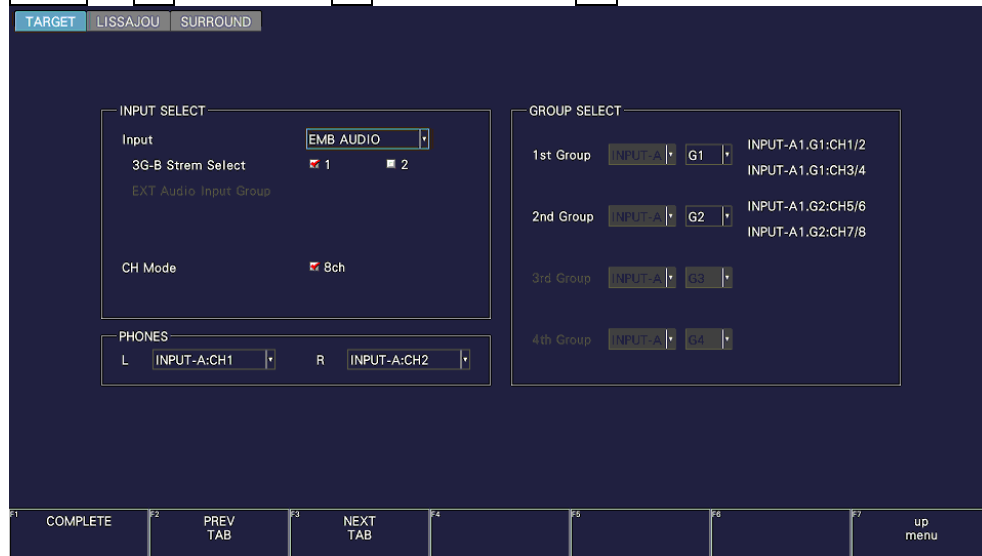 TARGET LISSAJOU SURROUND
INPUT SELECT
Input EMB AUDIO
3G-B Strem Select 1 2
EXT Audio Input Group
CH Mode 8ch
PHONES
L INPUT-A:CH1 R INPUT-A:CH2
GROUP SELECT
1st Group INPUT-A G1 INPUT-A1.G1:CH1/2
INPUT-A1.G1:CH3/4
2nd Group INPUT-A G2 INPUT-A1.G2:CH5/6
INPUT-A1.G2:CH7/8
3rd Group INPUT-A G3
4th Group INPUT-A G4
F1 COMPLETE F2 PREV TAB F3 NEXT TAB F4 F5 F6 F7 up menu